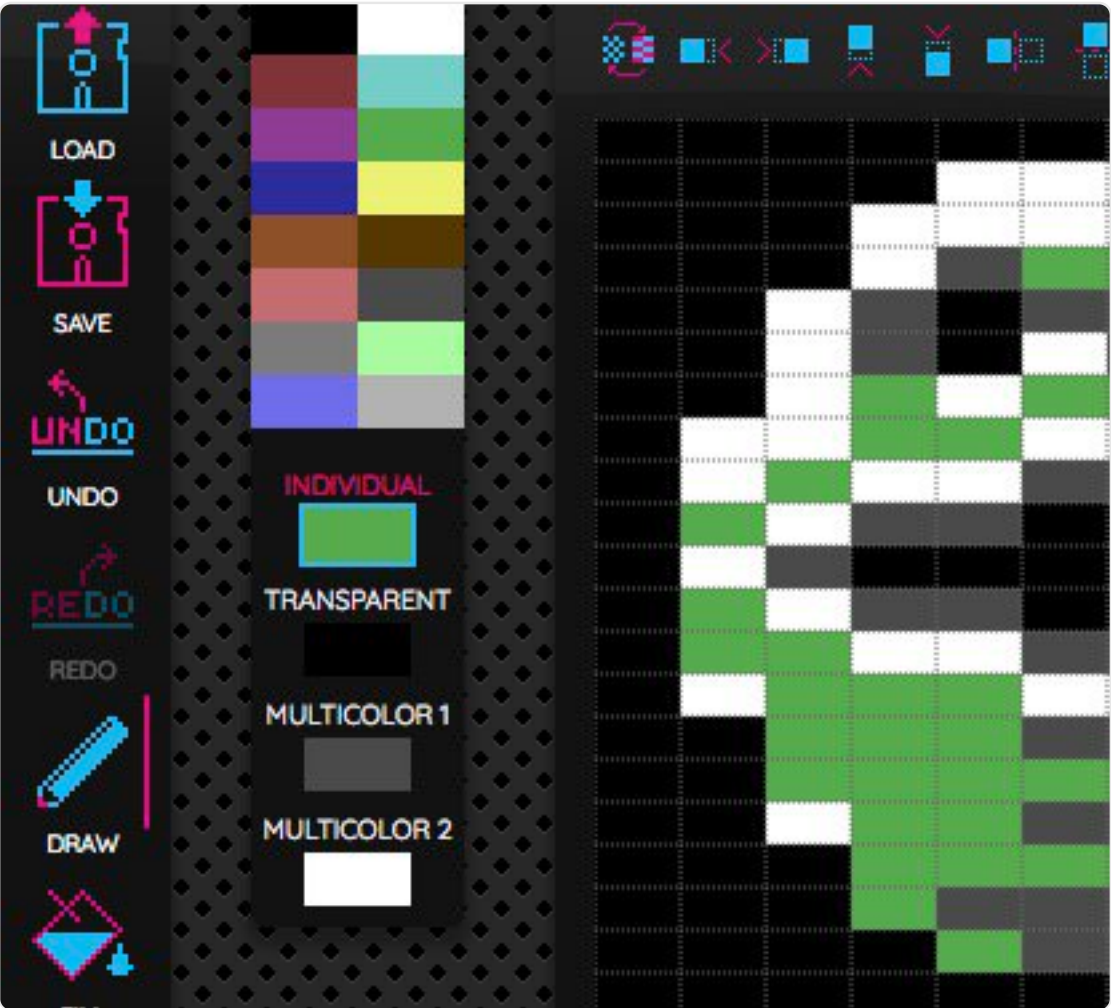 LOAD
SAVE
UNDO
UNDO
REDO
REDO
DRAW
INDIVIDUAL
TRANSPARENT
MULTICOLOR 1
MULTICOLOR 2